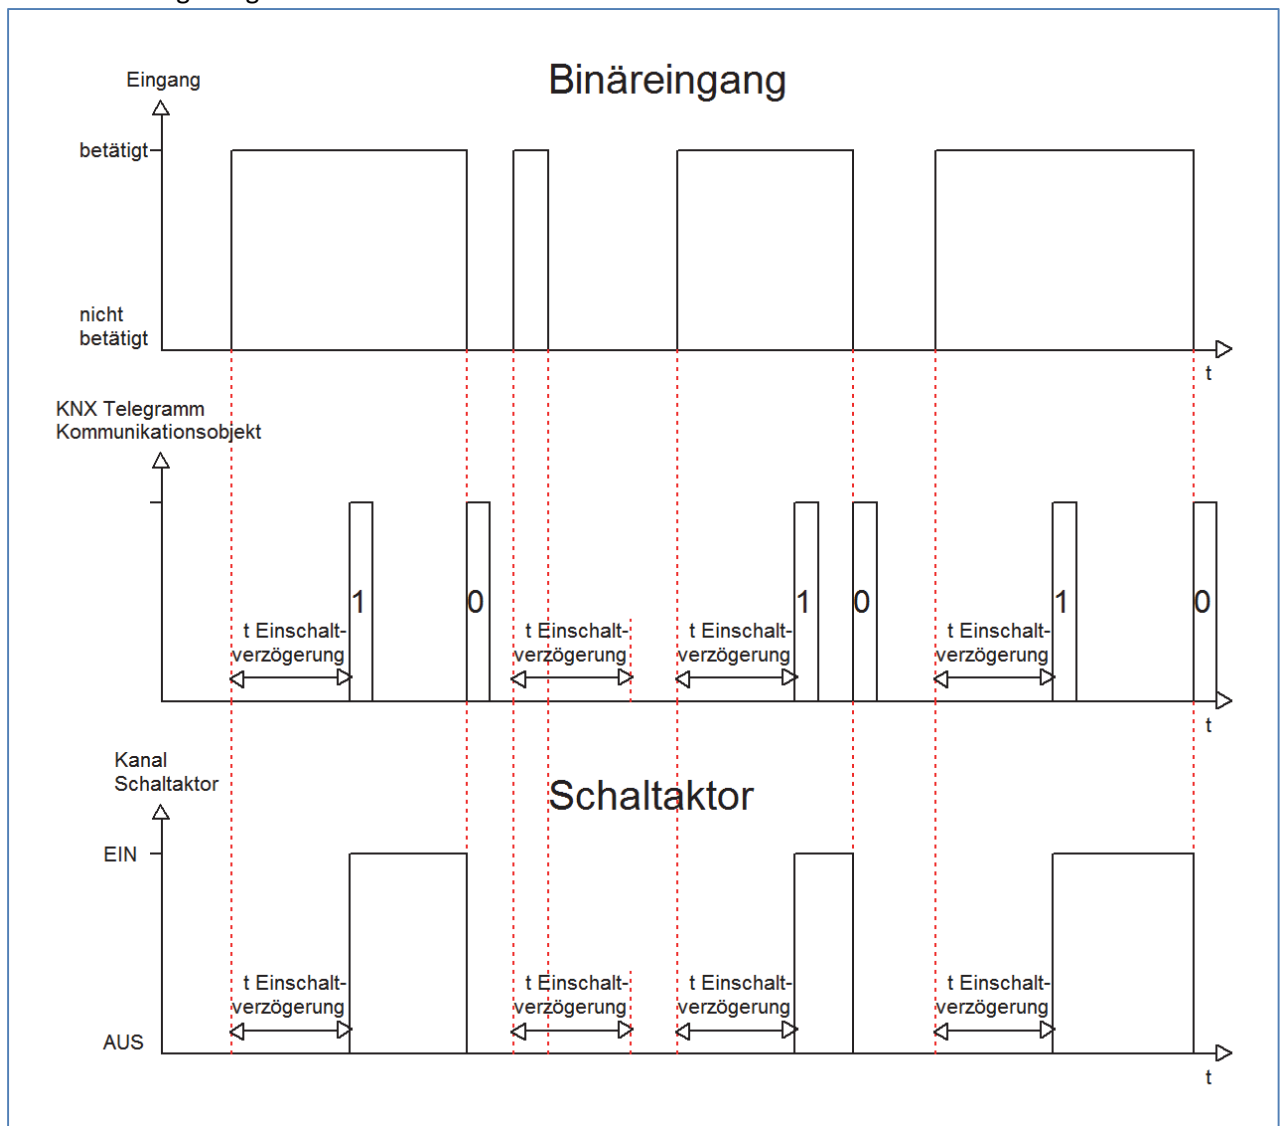 Eingang
Binäreingang
betätigt
nicht
betätigt
t
KNX Telegramm
Kommunikationsobjekt
1
0
1
0
1
0
t Einschalt-
verzögerung
t Einschalt-
verzögerung
t Einschalt-
verzögerung
t Einschalt-
verzögerung
t
Kanal
Schaltaktor
Schaltaktor
EIN
t Einschalt-
verzögerung
t Einschalt-
verzögerung
t Einschalt-
verzögerung
t Einschalt-
verzögerung
AUS
t